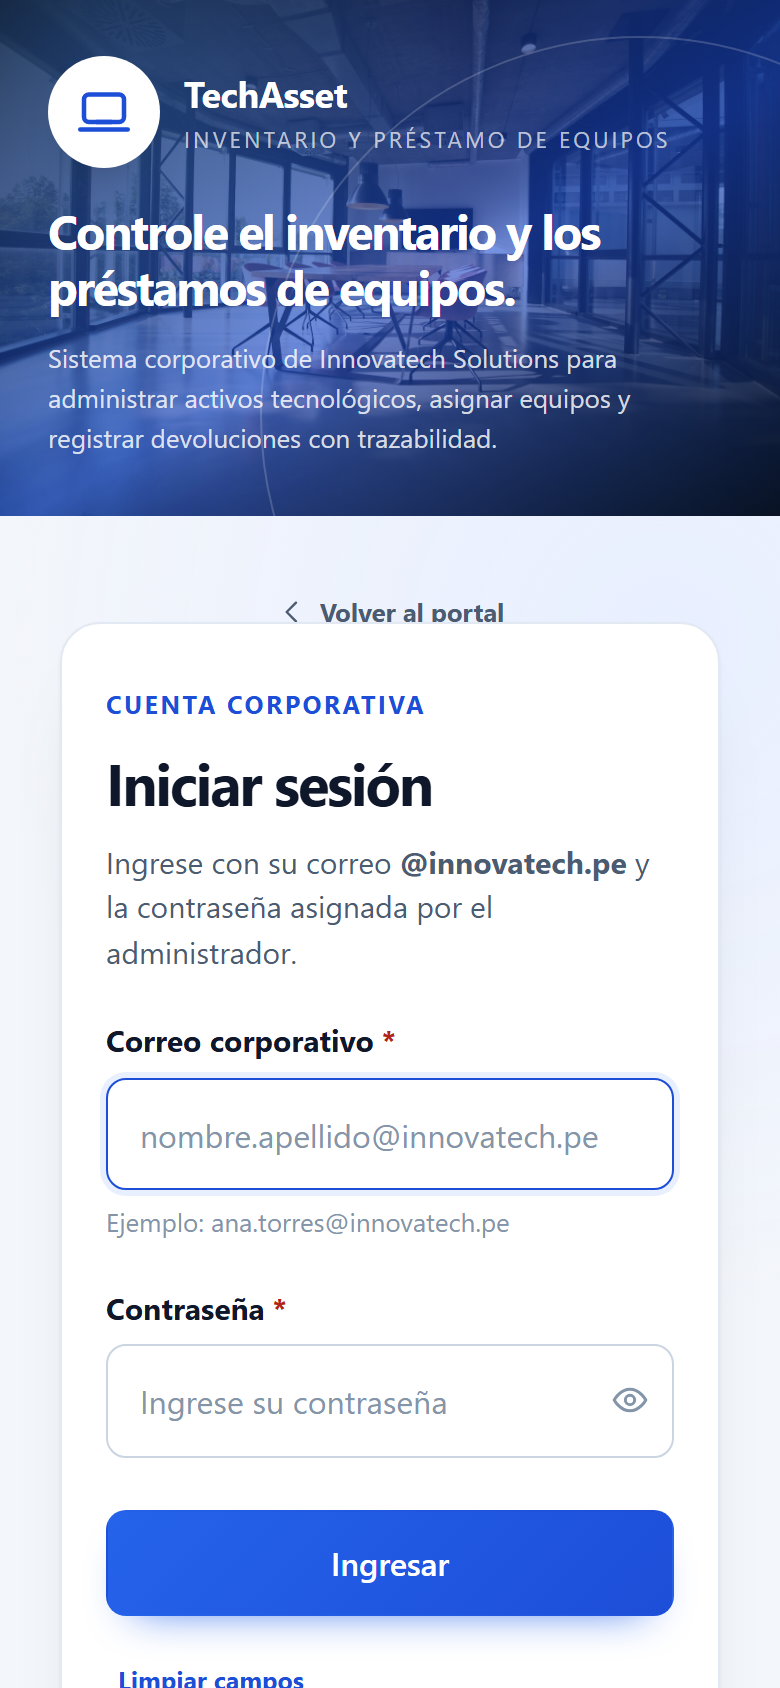 TechAsset
INVENTARIO Y PRÉSTAMO DE EQUIPOS
Controle el inventario y los
préstamos de equipos.
Sistema corporativo de Innovatech Solutions para
administrar activos tecnológicos, asignar equipos y
registrar devoluciones con trazabilidad.
Volver al portal
CUENTA CORPORATIVA
Iniciar sesión
Ingrese con su correo @innovatech.pe y
la contraseña asignada por el
administrador.
Correo corporativo *
nombre.apellido@innovatech.pe
Ejemplo: ana.torres@innovatech.pe
Contraseña *
Ingrese su contraseña
Ingresar
Limpiar campos